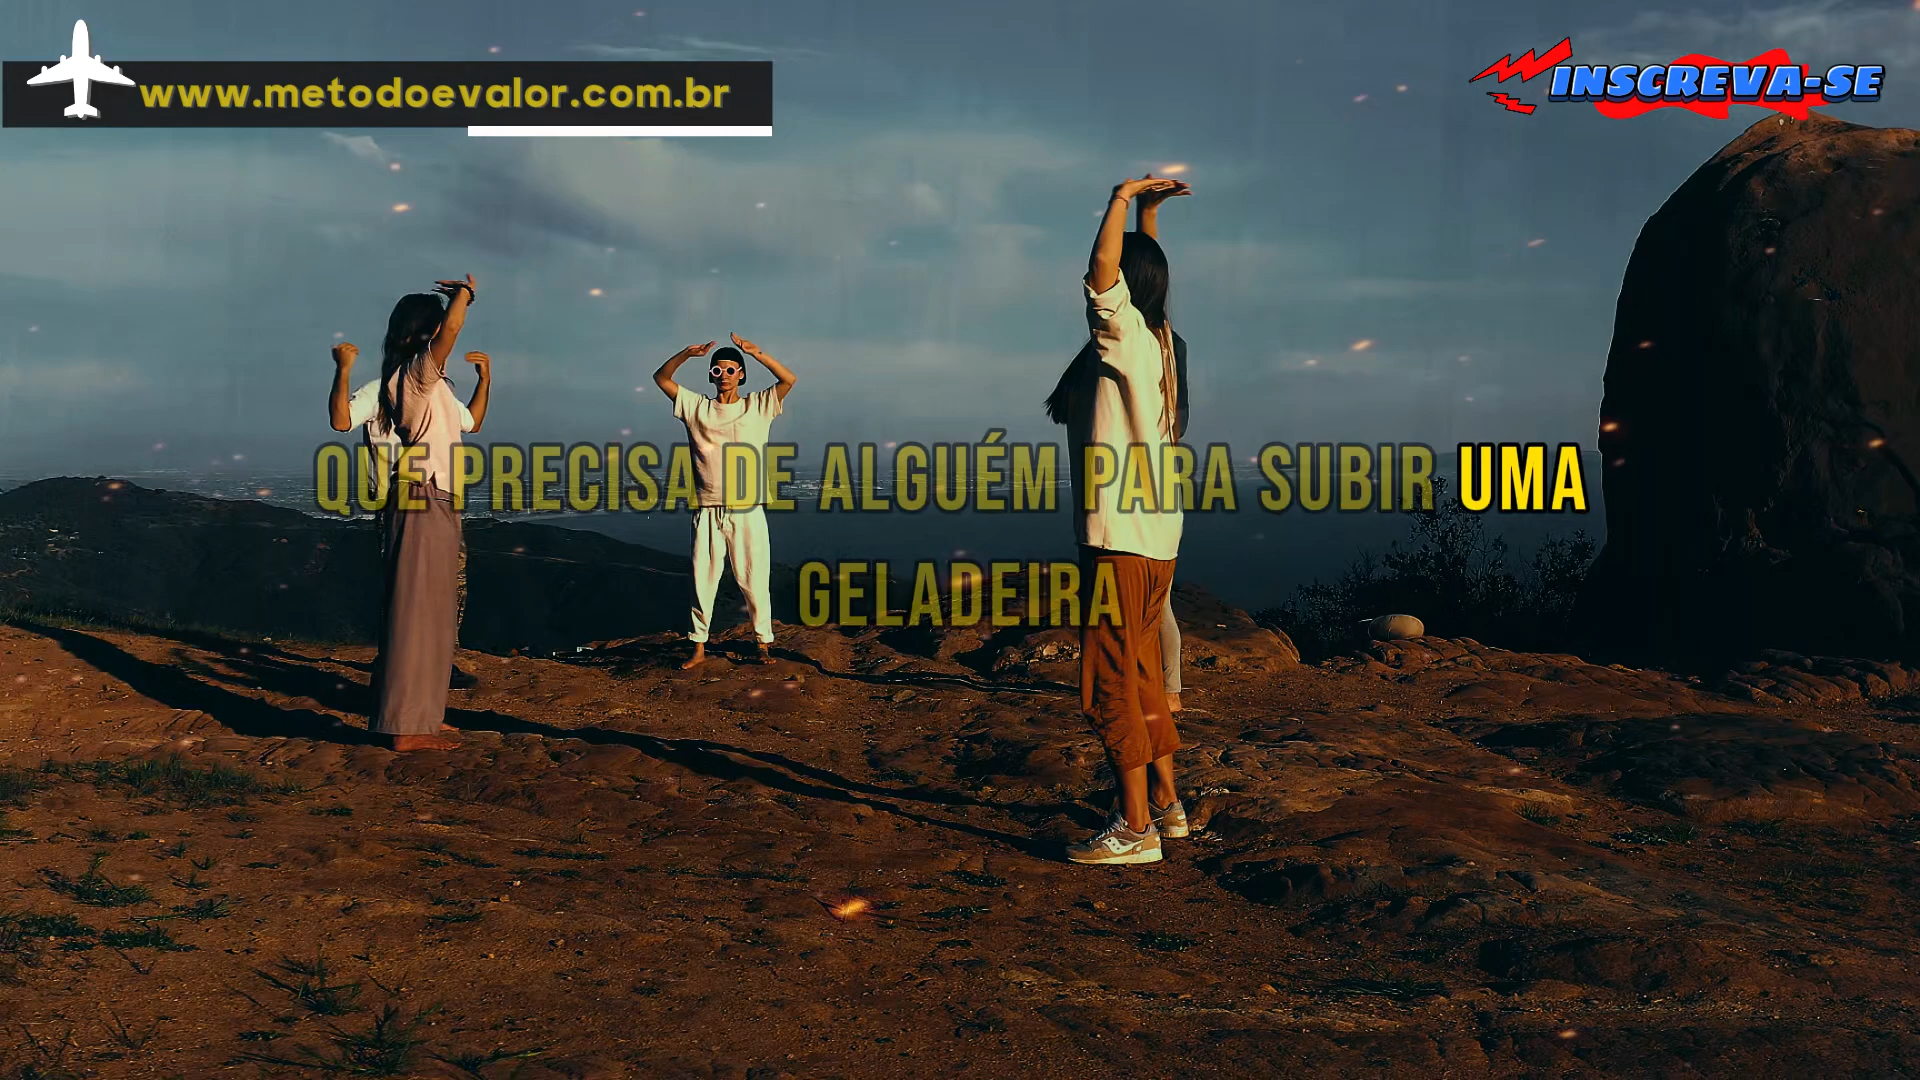 www.metodoevalor.com.br
INSCREVA-SE
QUE PRECISA DE ALGUÉM PARA SUBIR UMA
GELADEIRA